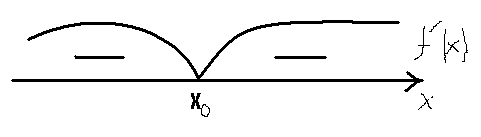 f'(x)
— —
x₀
x